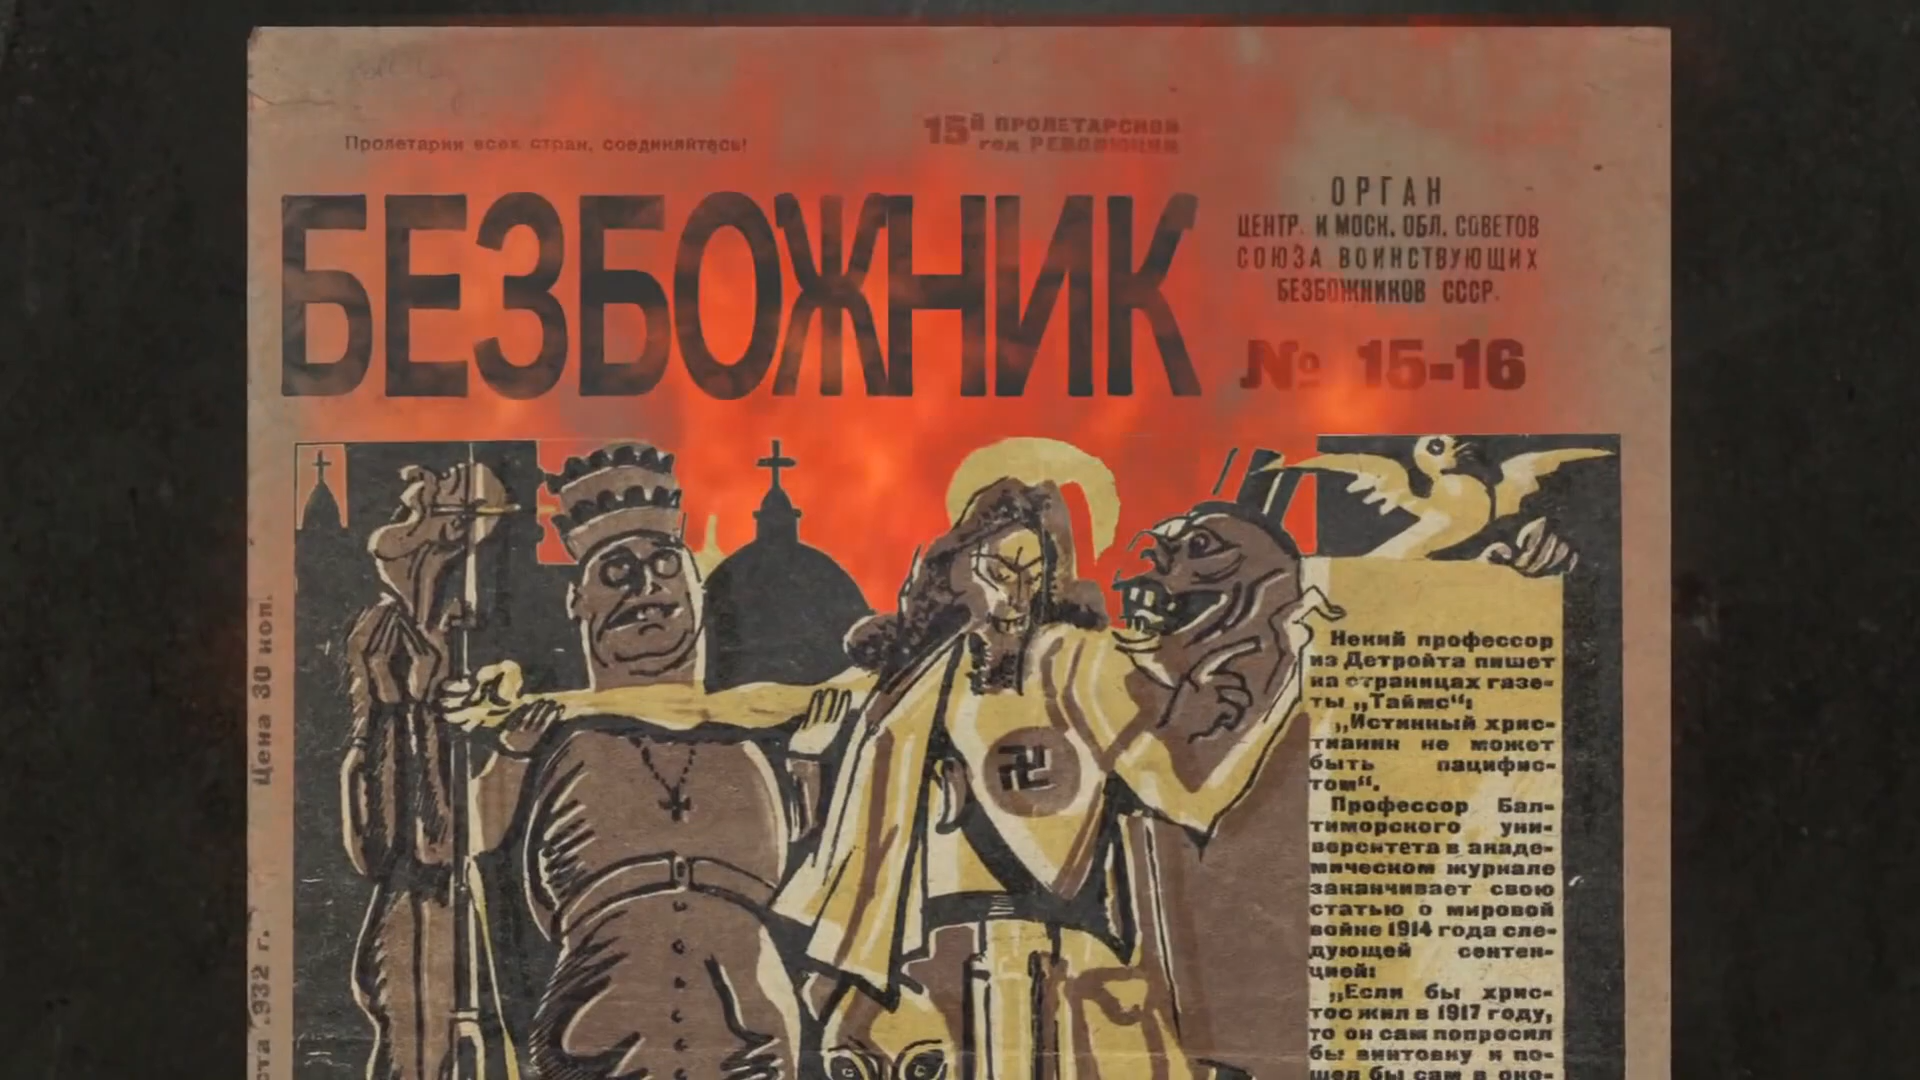 Пролетарии всех стран, соединяйтесь!
15й ПРОЛЕТАРСКОЙ
год РЕВОЛЮЦИИ
БЕЗБОЖНИК
ОРГАН
ЦЕНТР. И МОСК. ОБЛ. СОВЕТОВ
СОЮЗА ВОИНСТВУЮЩИХ
БЕЗБОЖНИКОВ СССР.
№ 15-16
Цена 30 коп.
932 г.
Некий профессор
из Детройта пишет
на страницах газе-
ты „Таймс“:
„Истинный хрис-
тианин не может
быть пацифис-
том“.
Профессор Бал-
тиморского уни-
верситета в акаде-
мическом журнале
заканчивает свою
статью о мировой
войне 1914 года сле-
дующей сентен-
цией:
„Если бы хрис-
тос жил в 1917 году,
то он сам попросил
бы винтовку и по-
шел бы сам в око-